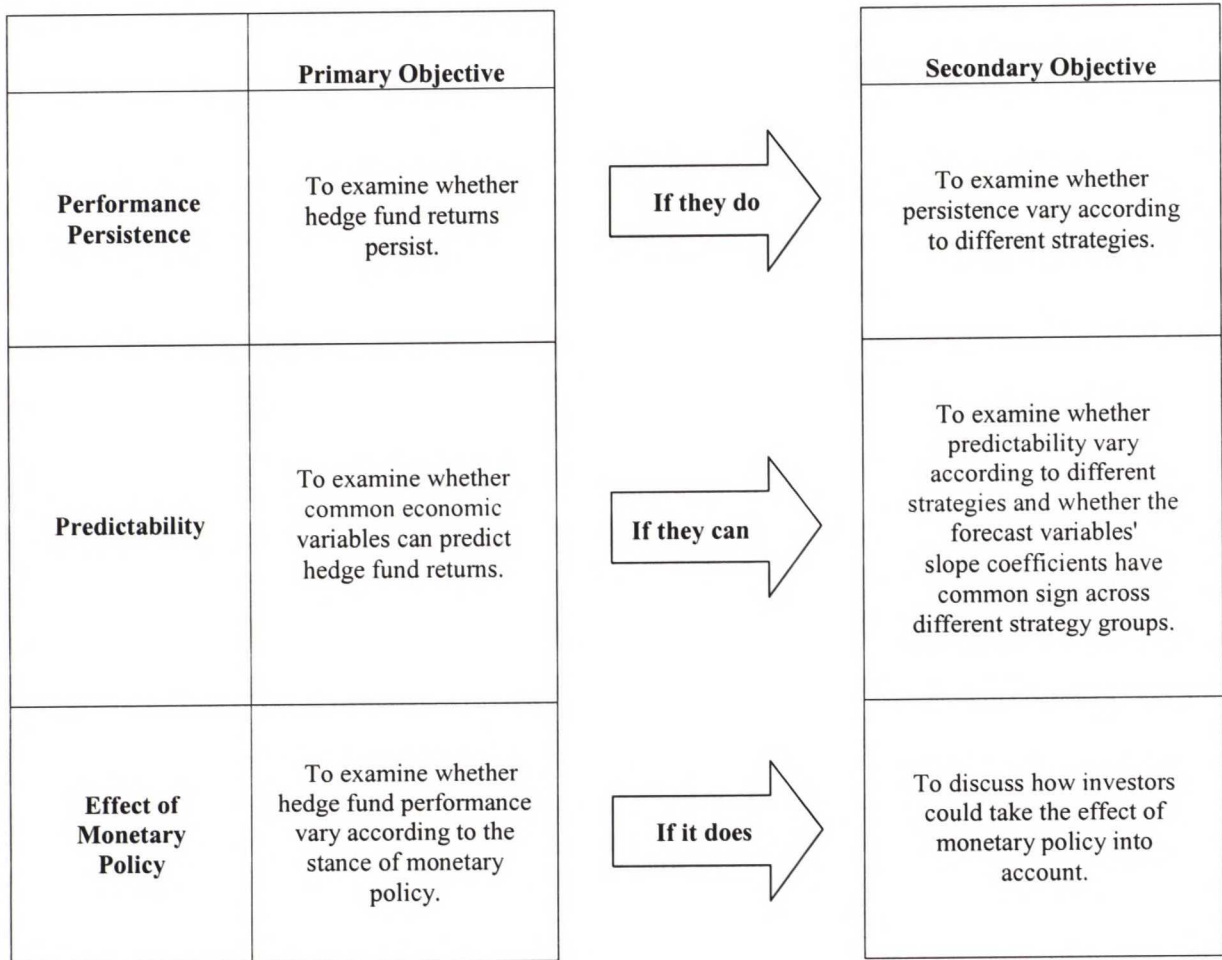 Primary Objective
Secondary Objective
Performance
Persistence
To examine whether
hedge fund returns
persist.
If they do
To examine whether
persistence vary according
to different strategies.
Predictability
To examine whether
common economic
variables can predict
hedge fund returns.
If they can
To examine whether
predictability vary
according to different
strategies and whether the
forecast variables'
slope coefficients have
common sign across
different strategy groups.
Effect of
Monetary
Policy
To examine whether
hedge fund performance
vary according to the
stance of monetary
policy.
If it does
To discuss how investors
could take the effect of
monetary policy into
account.